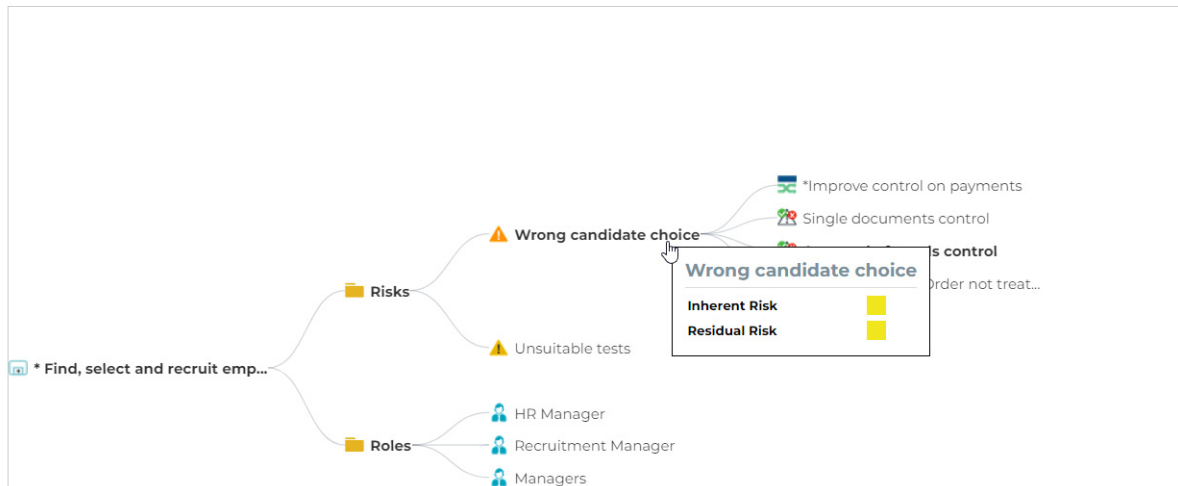 *Improve control on payments
Single documents control
Wrong candidate choice
s control
Wrong candidate choice
Order not treat...
Inherent Risk
Risks
Residual Risk
Unsuitable tests
* Find, select and recruit emp...
HR Manager
Roles
Recruitment Manager
Managers